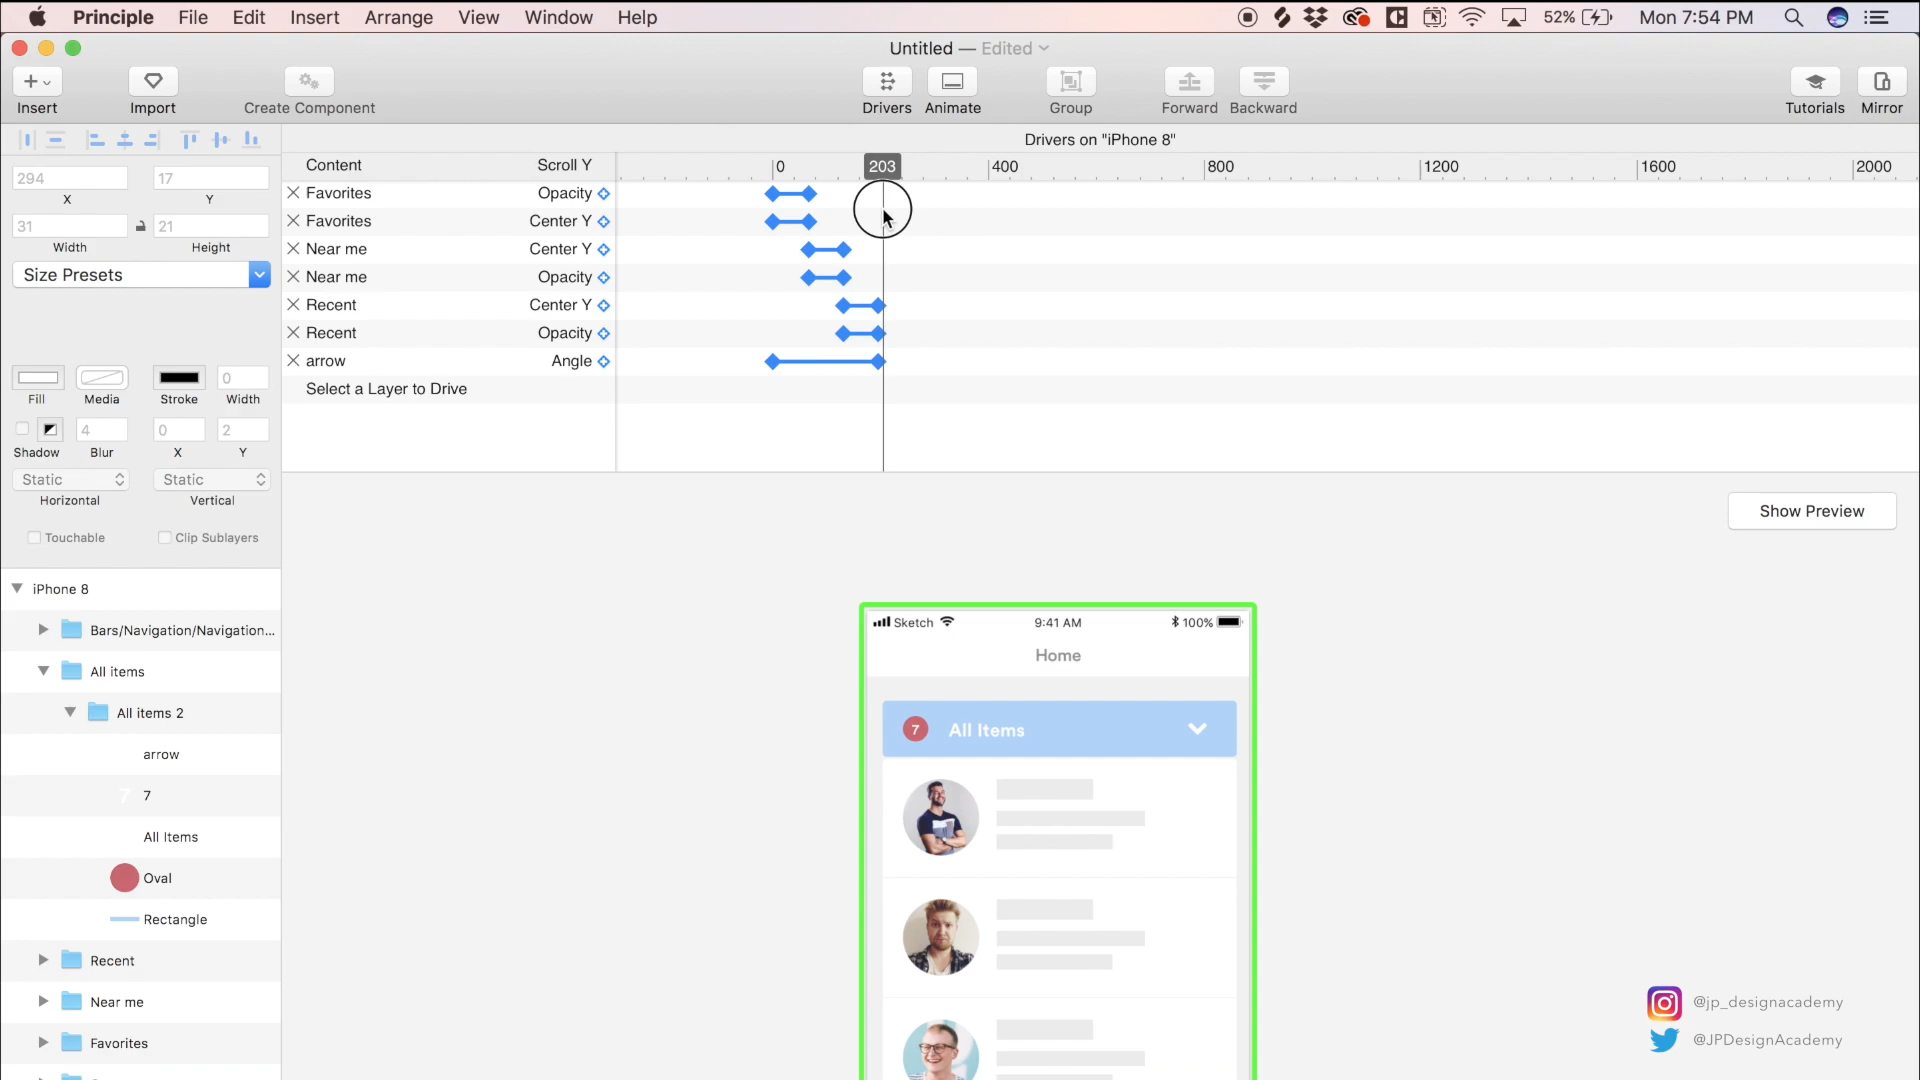 Principle File Edit Insert Arrange View Window Help 52% Mon 7:54 PM
Untitled — Edited
Insert Import Create Component Drivers Animate Group Forward Backward Tutorials Mirror
Drivers on "iPhone 8"
Content Scroll Y 0 203 400 800 1200 1600 2000
294 17
X Y
31 21
Width Height
Size Presets
Favorites Opacity
Favorites Center Y
Near me Center Y
Near me Opacity
Recent Center Y
Recent Opacity
arrow Angle
Select a Layer to Drive
0
Fill Media Stroke Width
4 0 2
Shadow Blur X Y
Static Static
Horizontal Vertical
Touchable Clip Sublayers
Show Preview
iPhone 8
Bars/Navigation/Navigation...
All items
All items 2
arrow
7 7
All Items
Oval
Rectangle
Recent
Near me
Favorites
Sketch 9:41 AM 100%
Home
7 All Items
@jp_designacademy
@JPDesignAcademy